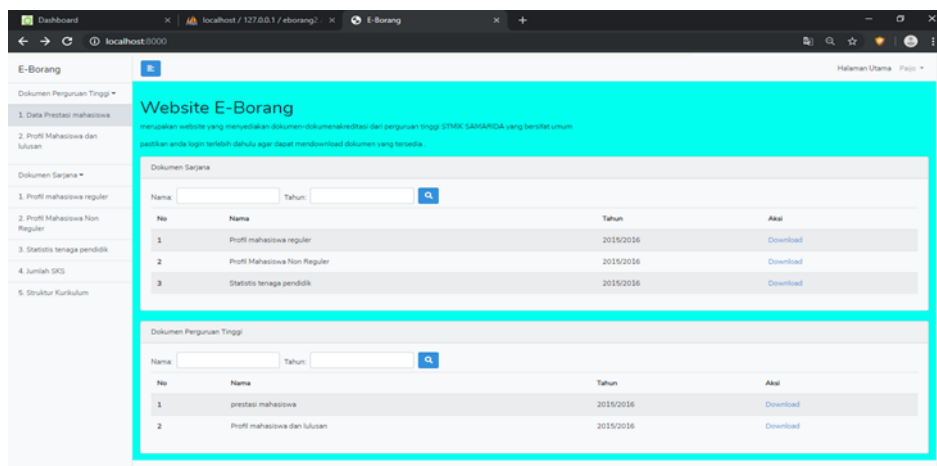 Dashboard
localhost / 127.0.0.1 / eborang2
E-Borang
localhost:8000
E-Borang
Halaman Utama
Paijo
Dokumen Perguruan Tinggi
1. Data Prestasi mahasiswa
2. Profil Mahasiswa dan
lulusan
Dokumen Sarjana
1. Profil mahasiswa reguler
2. Profil Mahasiswa Non
Reguler
3. Statistis tenaga pendidik
4. Jumlah SKS
5. Struktur Kurikulum
Website E-Borang
merupakan website yang menyediakan dokumen-dokumenakreditasi dari perguruan tinggi STMIK SAMARIDA yang bersifat umum
pastikan anda login terlebih dahulu agar dapat mendownload dokumen yang tersedia .
Dokumen Sarjana
Nama: Tahun:
No Nama Tahun Aksi
1 Profil mahasiswa reguler 2015/2016 Download
2 Profil Mahasiswa Non Reguler 2015/2016 Download
3 Statistis tenaga pendidik 2015/2016 Download
Dokumen Perguruan Tinggi
Nama: Tahun:
No Nama Tahun Aksi
1 prestasi mahasiswa 2015/2016 Download
2 Profil mahasiswa dan lulusan 2015/2016 Download